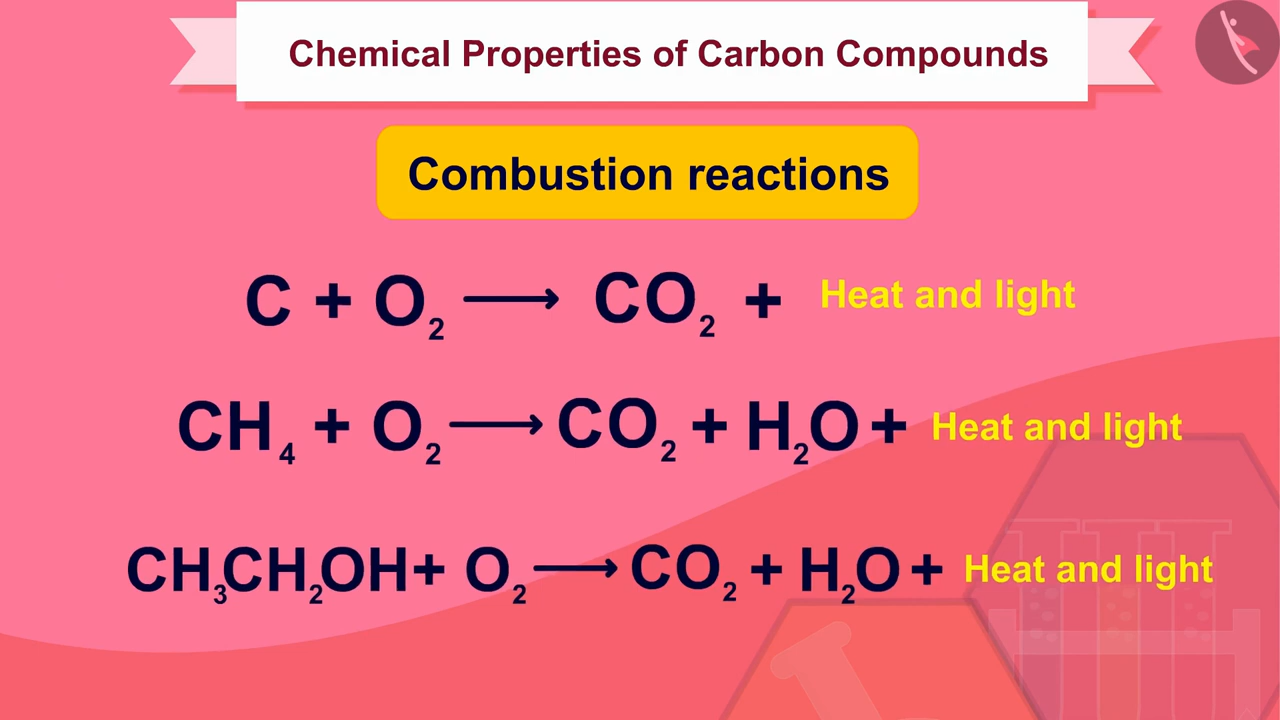 Chemical Properties of Carbon Compounds
Combustion reactions
C + O₂ ⟶ CO₂ + Heat and light
CH₄ + O₂ ⟶ CO₂ + H₂O + Heat and light
CH₃CH₂OH + O₂ ⟶ CO₂ + H₂O + Heat and light